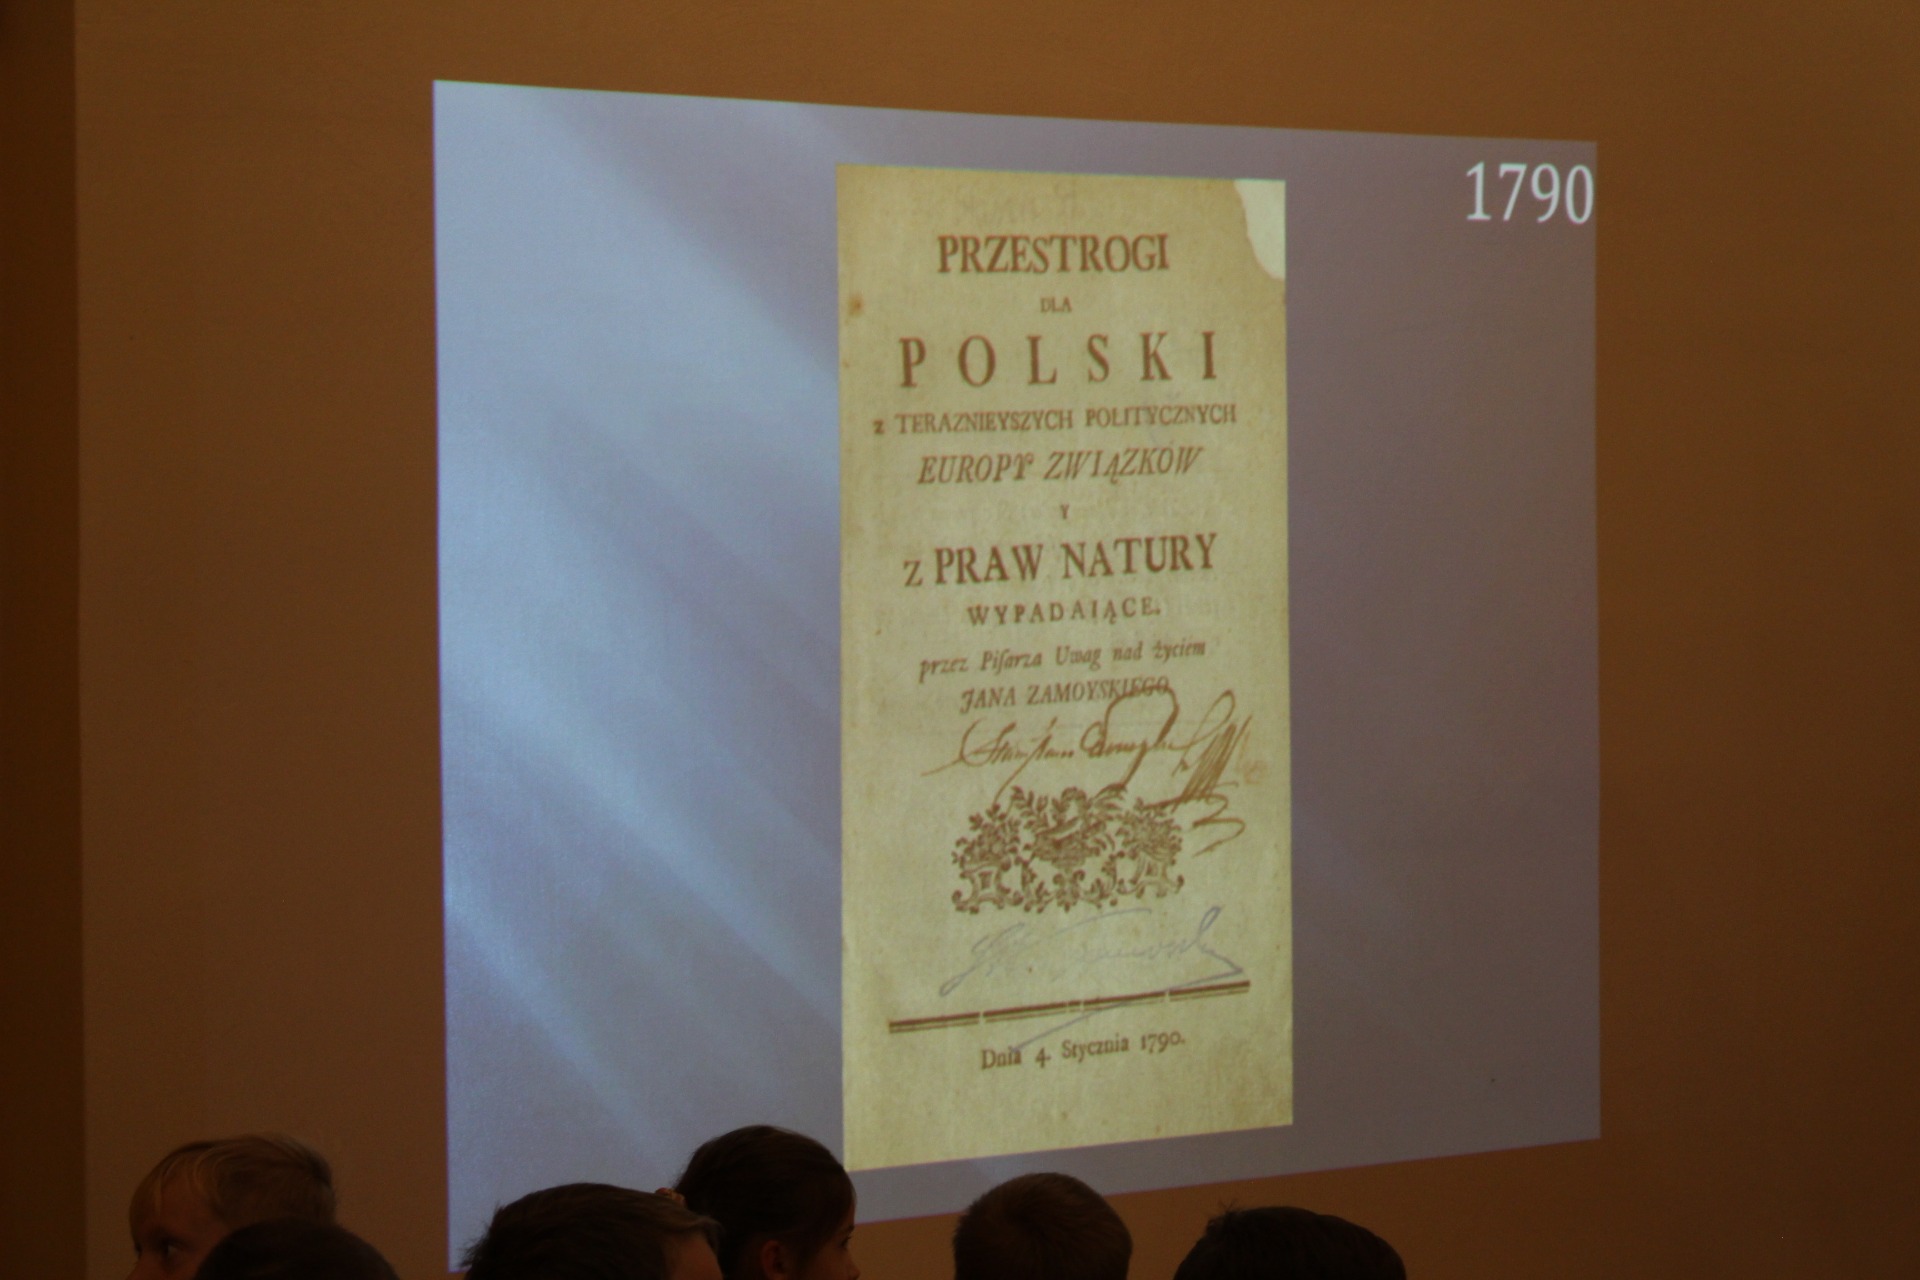 1790
PRZESTROGI
DLA
POLSKI
z TERAZNIEYSZYCH POLITYCZNYCH
EUROPY ZWIĄZKOW
Y
z PRAW NATURY
WYPADAIĄCE.
przez Piſarza Uwag nad życiem
JANA ZAMOYSKIEGO
Dnia 4. Stycznia 1790.